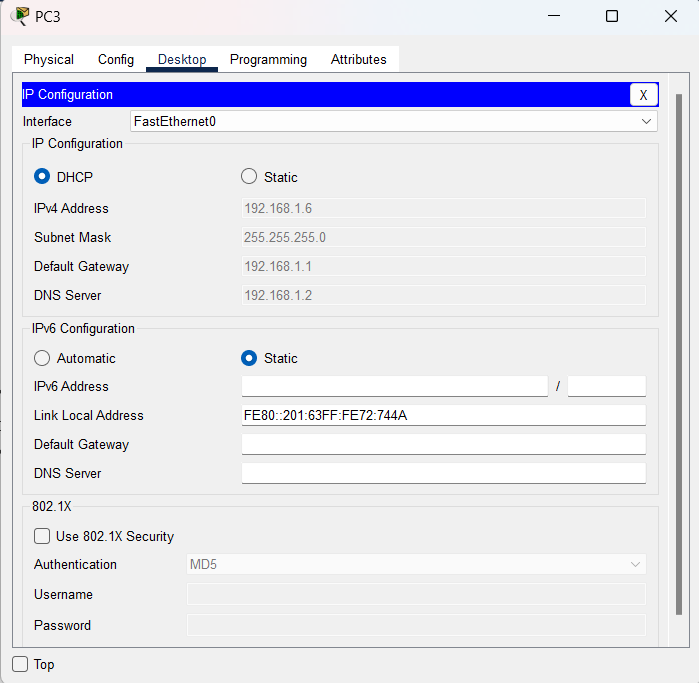 PC3
Physical Config Desktop Programming Attributes
IP Configuration X
Interface FastEthernet0
IP Configuration
DHCP Static
IPv4 Address 192.168.1.6
Subnet Mask 255.255.255.0
Default Gateway 192.168.1.1
DNS Server 192.168.1.2
IPv6 Configuration
Automatic Static
IPv6 Address /
Link Local Address FE80::201:63FF:FE72:744A
Default Gateway
DNS Server
802.1X
Use 802.1X Security
Authentication MD5
Username
Password
Top